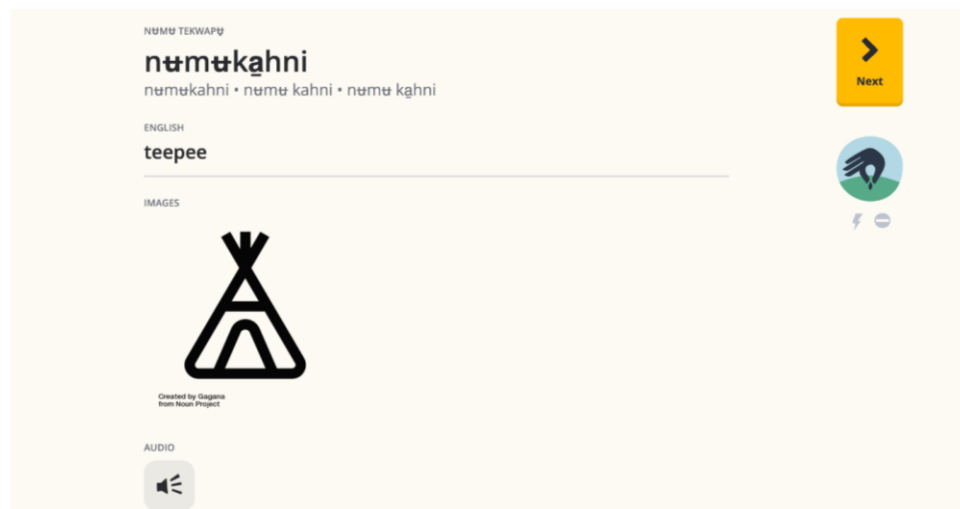 NɄMɄ TEKWAPɄ̱
nʉmʉka̱hni
nʉmʉkahni • nʉmʉ kahni • nʉmʉ ka̱hni
Next
ENGLISH
teepee
IMAGES
Created by Gagana
from Noun Project
AUDIO